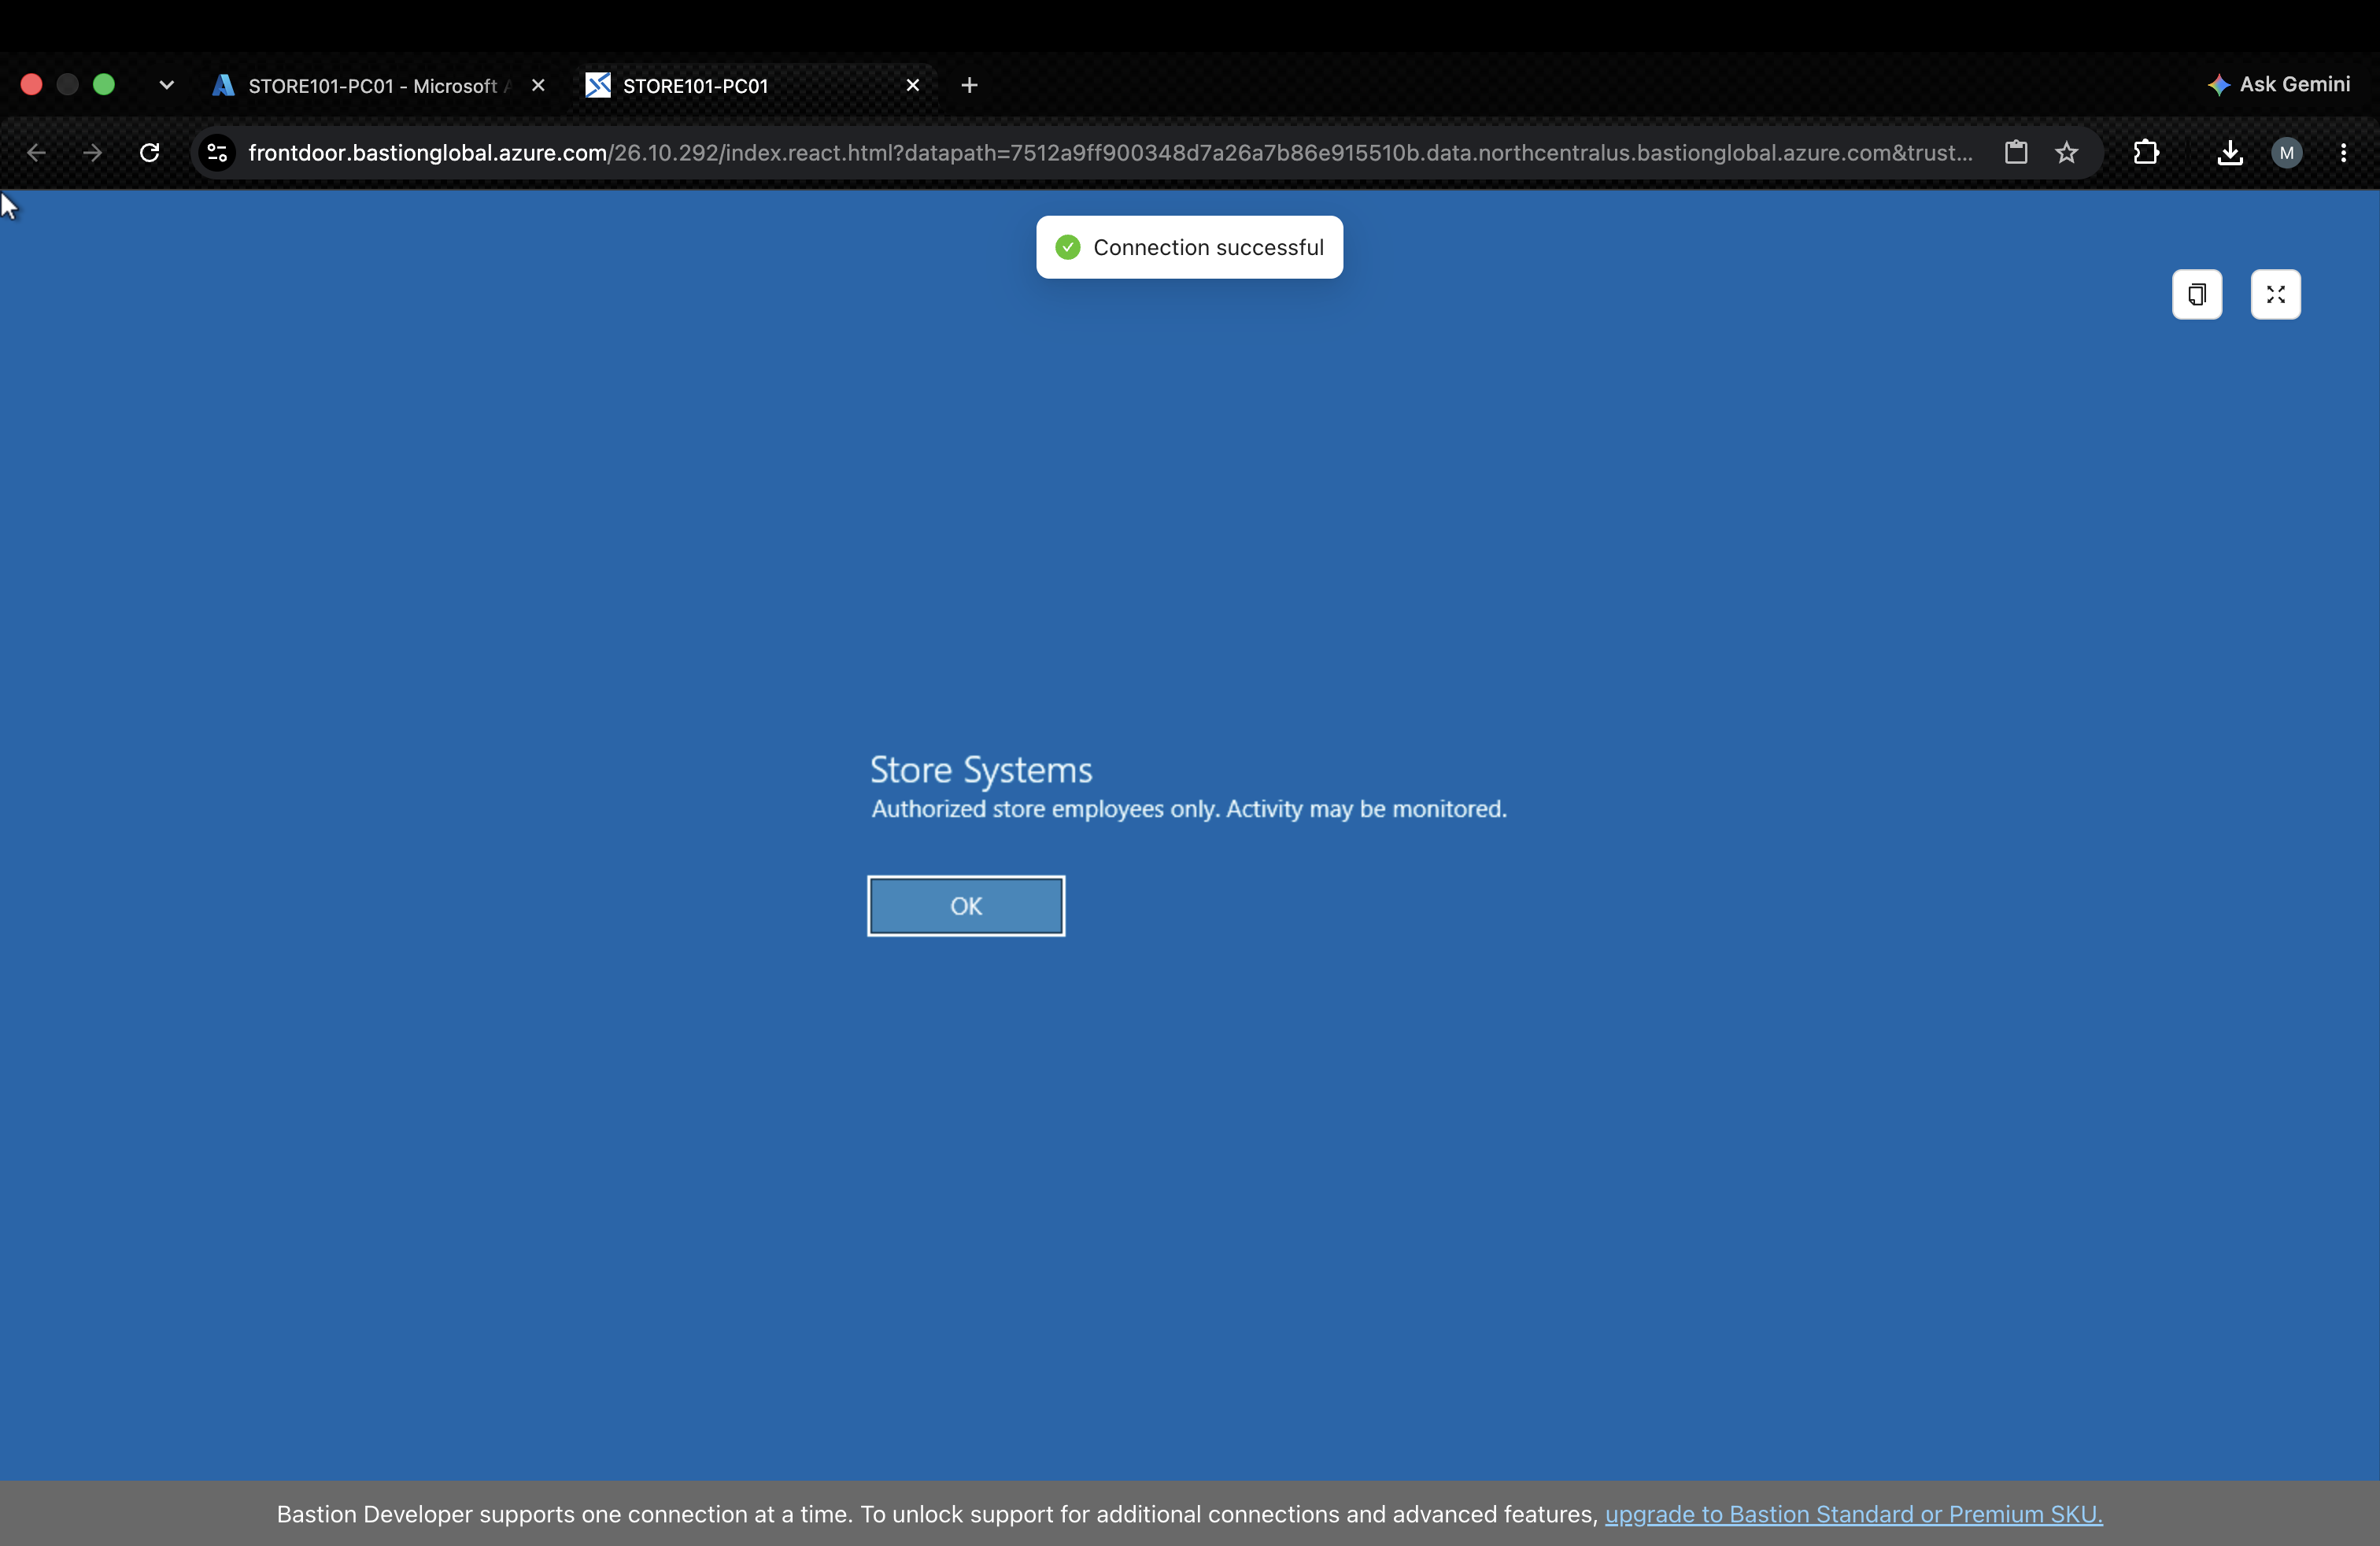 STORE101-PC01 - Microsoft
STORE101-PC01
Ask Gemini
frontdoor.bastionglobal.azure.com/26.10.292/index.react.html?datapath=7512a9ff900348d7a26a7b86e915510b.data.northcentralus.bastionglobal.azure.com&trust...
M
Connection successful
Store Systems
Authorized store employees only. Activity may be monitored.
OK
Bastion Developer supports one connection at a time. To unlock support for additional connections and advanced features, upgrade to Bastion Standard or Premium SKU.